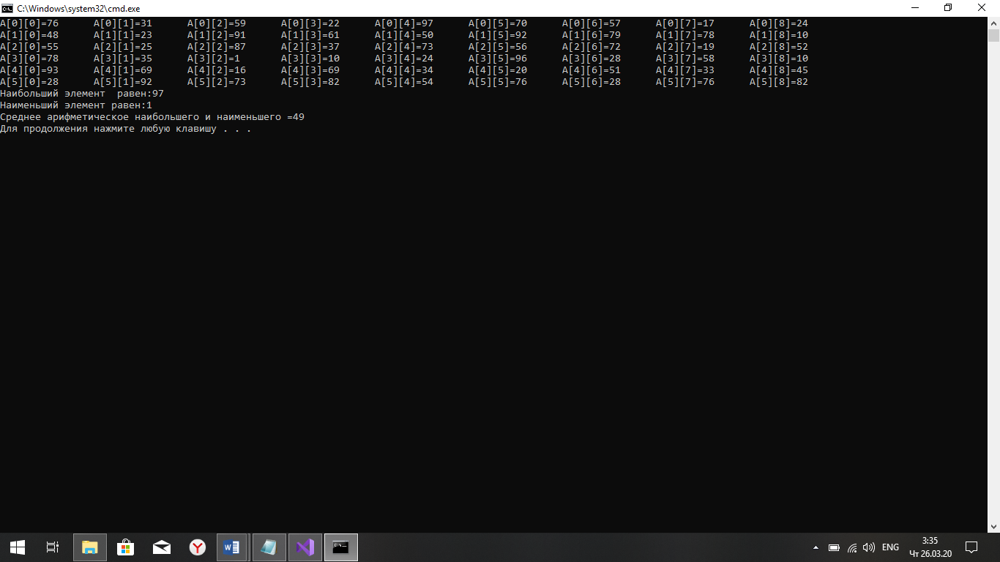 C:\Windows\system32\cmd.exe
A[0][0]=76 A[0][1]=31 A[0][2]=59 A[0][3]=22 A[0][4]=97 A[0][5]=70 A[0][6]=57 A[0][7]=17 A[0][8]=24
A[1][0]=48 A[1][1]=23 A[1][2]=91 A[1][3]=61 A[1][4]=50 A[1][5]=92 A[1][6]=79 A[1][7]=78 A[1][8]=10
A[2][0]=55 A[2][1]=25 A[2][2]=87 A[2][3]=37 A[2][4]=73 A[2][5]=56 A[2][6]=72 A[2][7]=19 A[2][8]=52
A[3][0]=78 A[3][1]=35 A[3][2]=1 A[3][3]=10 A[3][4]=24 A[3][5]=96 A[3][6]=28 A[3][7]=58 A[3][8]=10
A[4][0]=93 A[4][1]=69 A[4][2]=16 A[4][3]=69 A[4][4]=34 A[4][5]=20 A[4][6]=51 A[4][7]=33 A[4][8]=45
A[5][0]=28 A[5][1]=92 A[5][2]=73 A[5][3]=82 A[5][4]=54 A[5][5]=76 A[5][6]=28 A[5][7]=76 A[5][8]=82
Наибольший элемент  равен:97
Наименьший элемент равен:1
Среднее арифметическое наибольшего и наименьшего =49
Для продолжения нажмите любую клавишу . . .
ENG
3:35
Чт 26.03.20